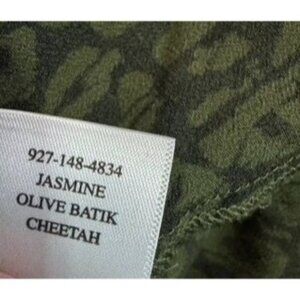 927-148-4834
JASMINE
OLIVE BATIK
CHEETAH